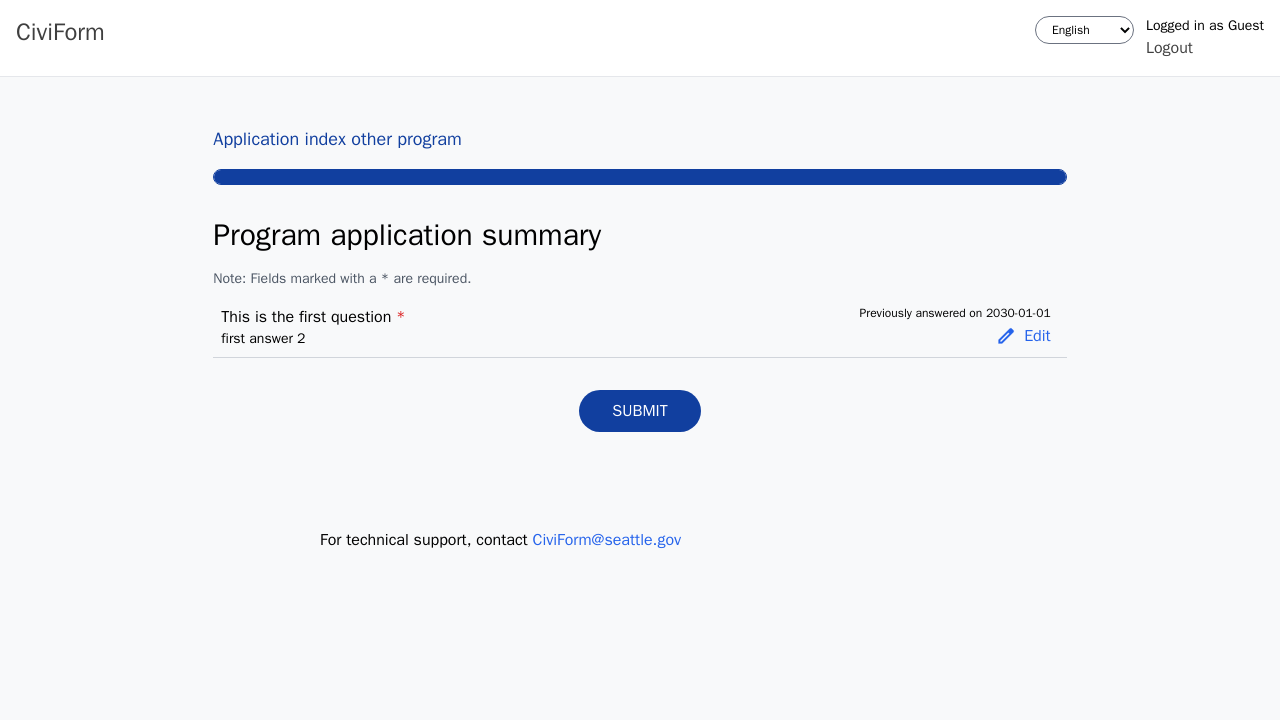 CiviForm
English
Logged in as Guest
Logout
Application index other program
Program application summary
Note: Fields marked with a * are required.
This is the first question *
Previously answered on 2030-01-01
first answer 2
Edit
SUBMIT
For technical support, contact CiviForm@seattle.gov